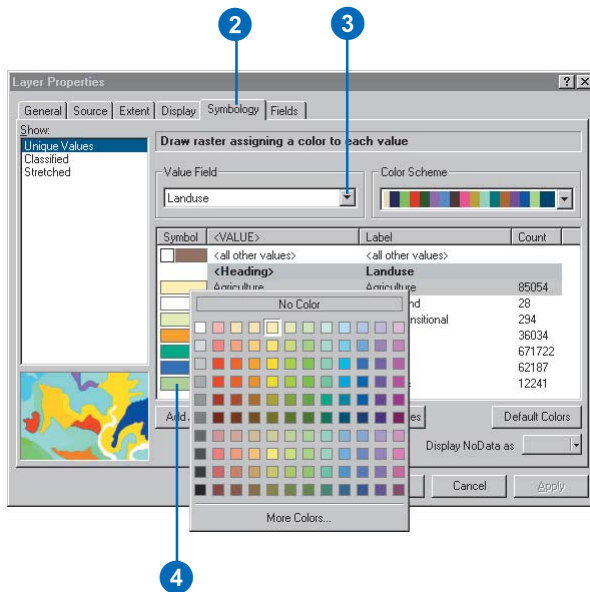 2
3
Layer Properties
? x
General Source Extent Display Symbology Fields
Show:
Unique Values
Classified
Stretched
Draw raster assigning a color to each value
Value Field
Color Scheme
Landuse
Symbol <VALUE> Label Count
<all other values> <all other values>
<Heading> Landuse
Agriculture Agriculture 85054
No Color
28
294
36034
671722
62187
12241
Default Colors
Display NoData as
Cancel
Apply
More Colors...
4